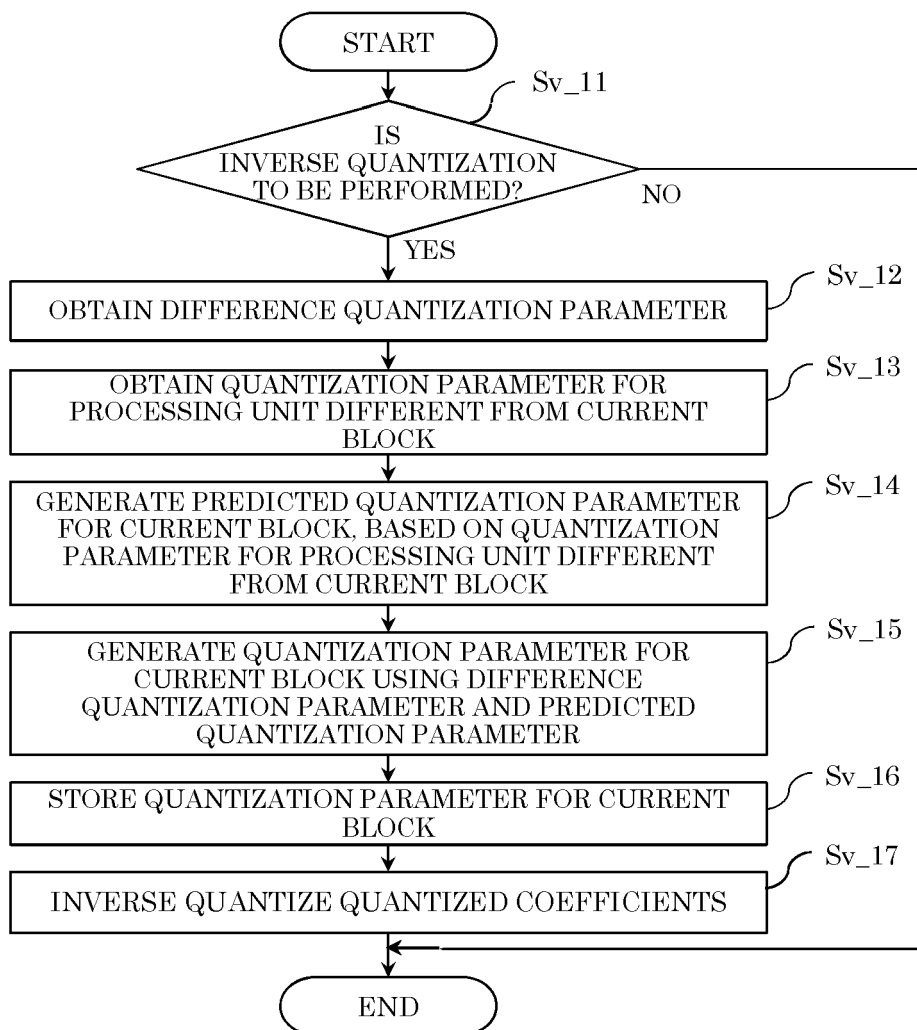 START
Sv_11
IS
INVERSE QUANTIZATION
TO BE PERFORMED?
NO
YES
Sv_12
OBTAIN DIFFERENCE QUANTIZATION PARAMETER
Sv_13
OBTAIN QUANTIZATION PARAMETER FOR
PROCESSING UNIT DIFFERENT FROM CURRENT
BLOCK
Sv_14
GENERATE PREDICTED QUANTIZATION PARAMETER
FOR CURRENT BLOCK, BASED ON QUANTIZATION
PARAMETER FOR PROCESSING UNIT DIFFERENT
FROM CURRENT BLOCK
Sv_15
GENERATE QUANTIZATION PARAMETER FOR
CURRENT BLOCK USING DIFFERENCE
QUANTIZATION PARAMETER AND PREDICTED
QUANTIZATION PARAMETER
Sv_16
STORE QUANTIZATION PARAMETER FOR CURRENT
BLOCK
Sv_17
INVERSE QUANTIZE QUANTIZED COEFFICIENTS
END